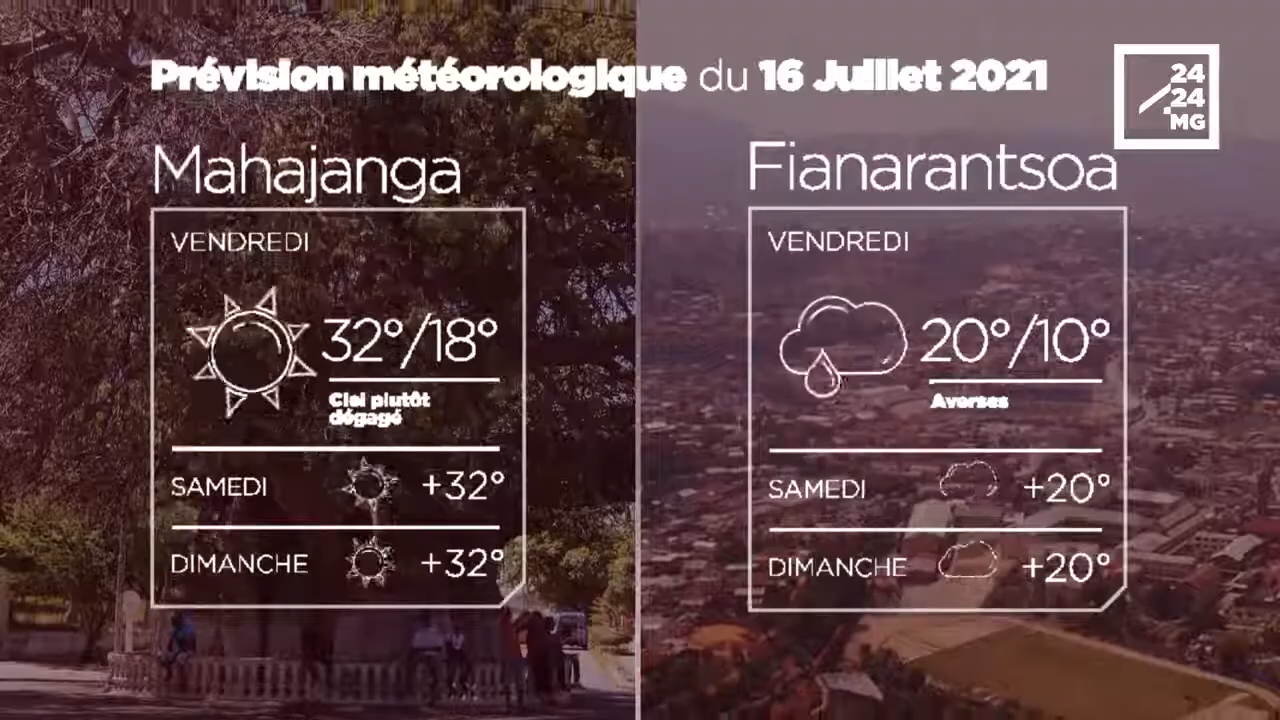 Prévision météorologique du 16 Juillet 2021
24
24
MG
Mahajanga
VENDREDI
32°/18°
Ciel plutôt
dégagé
SAMEDI +32°
DIMANCHE +32°
Fianarantsoa
VENDREDI
20°/10°
Averses
SAMEDI +20°
DIMANCHE +20°